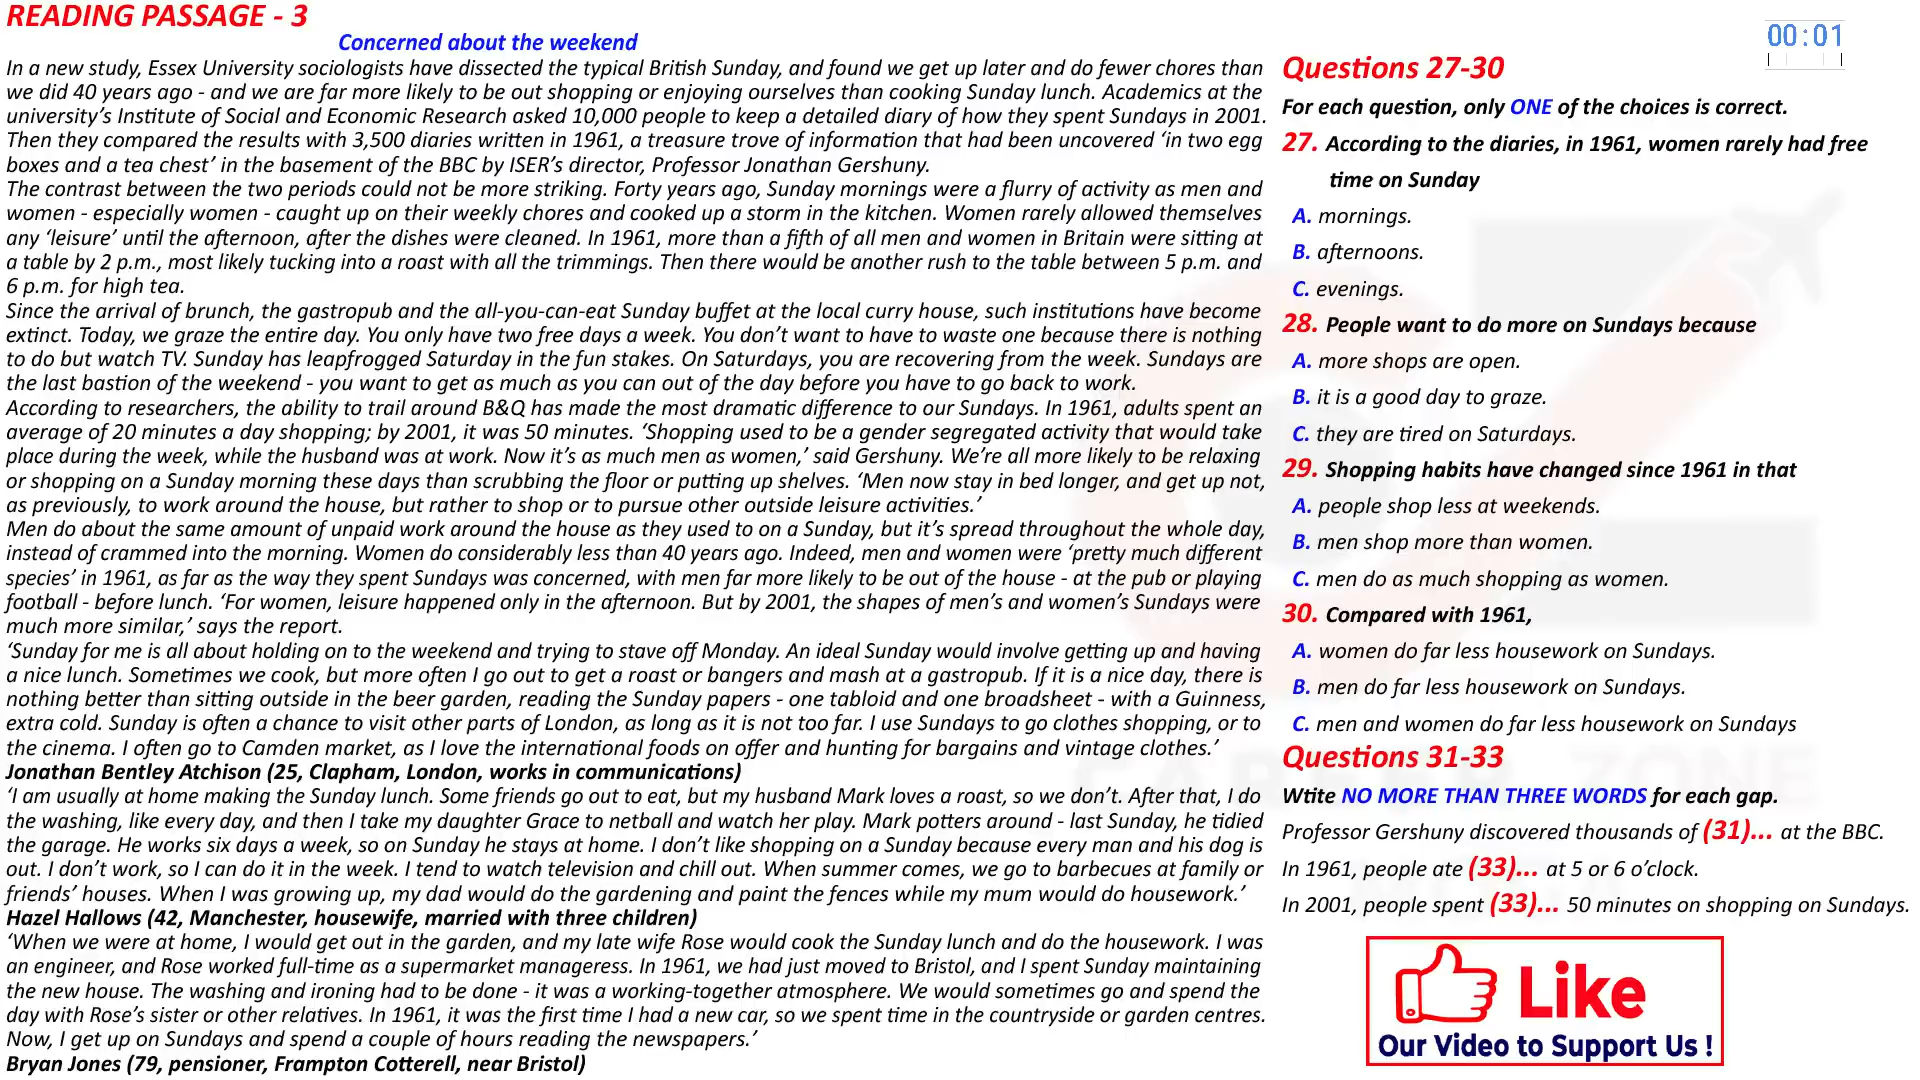 READING PASSAGE - 3
Concerned about the weekend
In a new study, Essex University sociologists have dissected the typical British Sunday, and found we get up later and do fewer chores than
we did 40 years ago - and we are far more likely to be out shopping or enjoying ourselves than cooking Sunday lunch. Academics at the
university's Institute of Social and Economic Research asked 10,000 people to keep a detailed diary of how they spent Sundays in 2001.
Then they compared the results with 3,500 diaries written in 1961, a treasure trove of information that had been uncovered 'in two egg
boxes and a tea chest' in the basement of the BBC by ISER's director, Professor Jonathan Gershuny.
The contrast between the two periods could not be more striking. Forty years ago, Sunday mornings were a flurry of activity as men and
women - especially women - caught up on their weekly chores and cooked up a storm in the kitchen. Women rarely allowed themselves
any 'leisure' until the afternoon, after the dishes were cleaned. In 1961, more than a fifth of all men and women in Britain were sitting at
a table by 2 p.m., most likely tucking into a roast with all the trimmings. Then there would be another rush to the table between 5 p.m. and
6 p.m. for high tea.
Since the arrival of brunch, the gastropub and the all-you-can-eat Sunday buffet at the local curry house, such institutions have become
extinct. Today, we graze the entire day. You only have two free days a week. You don't want to have to waste one because there is nothing
to do but watch TV. Sunday has leapfrogged Saturday in the fun stakes. On Saturdays, you are recovering from the week. Sundays are
the last bastion of the weekend - you want to get as much as you can out of the day before you have to go back to work.
According to researchers, the ability to trail around B&Q has made the most dramatic difference to our Sundays. In 1961, adults spent an
average of 20 minutes a day shopping; by 2001, it was 50 minutes. 'Shopping used to be a gender segregated activity that would take
place during the week, while the husband was at work. Now it's as much men as women,' said Gershuny. We're all more likely to be relaxing
or shopping on a Sunday morning these days than scrubbing the floor or putting up shelves. 'Men now stay in bed longer, and get up not,
as previously, to work around the house, but rather to shop or to pursue other outside leisure activities.'
Men do about the same amount of unpaid work around the house as they used to on a Sunday, but it's spread throughout the whole day,
instead of crammed into the morning. Women do considerably less than 40 years ago. Indeed, men and women were 'pretty much different
species' in 1961, as far as the way they spent Sundays was concerned, with men far more likely to be out of the house - at the pub or playing
football - before lunch. 'For women, leisure happened only in the afternoon. But by 2001, the shapes of men's and women's Sundays were
much more similar,' says the report.
'Sunday for me is all about holding on to the weekend and trying to stave off Monday. An ideal Sunday would involve getting up and having
a nice lunch. Sometimes we cook, but more often I go out to get a roast or bangers and mash at a gastropub. If it is a nice day, there is
nothing better than sitting outside in the beer garden, reading the Sunday papers - one tabloid and one broadsheet - with a Guinness,
extra cold. Sunday is often a chance to visit other parts of London, as long as it is not too far. I use Sundays to go clothes shopping, or to
the cinema. I often go to Camden market, as I love the international foods on offer and hunting for bargains and vintage clothes.'
Jonathan Bentley Atchison (25, Clapham, London, works in communications)
'I am usually at home making the Sunday lunch. Some friends go out to eat, but my husband Mark loves a roast, so we don't. After that, I do
the washing, like every day, and then I take my daughter Grace to netball and watch her play. Mark potters around - last Sunday, he tidied
the garage. He works six days a week, so on Sunday he stays at home. I don't like shopping on a Sunday because every man and his dog is
out. I don't work, so I can do it in the week. I tend to watch television and chill out. When summer comes, we go to barbecues at family or
friends' houses. When I was growing up, my dad would do the gardening and paint the fences while my mum would do housework.'
Hazel Hallows (42, Manchester, housewife, married with three children)
'When we were at home, I would get out in the garden, and my late wife Rose would cook the Sunday lunch and do the housework. I was
an engineer, and Rose worked full-time as a supermarket manageress. In 1961, we had just moved to Bristol, and I spent Sunday maintaining
the new house. The washing and ironing had to be done - it was a working-together atmosphere. We would sometimes go and spend the
day with Rose's sister or other relatives. In 1961, it was the first time I had a new car, so we spent time in the countryside or garden centres.
Now, I get up on Sundays and spend a couple of hours reading the newspapers.'
Bryan Jones (79, pensioner, Frampton Cotterell, near Bristol)
00:01
Questions 27-30
For each question, only ONE of the choices is correct.
27. According to the diaries, in 1961, women rarely had free
time on Sunday
A. mornings.
B. afternoons.
C. evenings.
28. People want to do more on Sundays because
A. more shops are open.
B. it is a good day to graze.
C. they are tired on Saturdays.
29. Shopping habits have changed since 1961 in that
A. people shop less at weekends.
B. men shop more than women.
C. men do as much shopping as women.
30. Compared with 1961,
A. women do far less housework on Sundays.
B. men do far less housework on Sundays.
C. men and women do far less housework on Sundays
Questions 31-33
Wtite NO MORE THAN THREE WORDS for each gap.
Professor Gershuny discovered thousands of (31)... at the BBC.
In 1961, people ate (33)... at 5 or 6 o'clock.
In 2001, people spent (33)... 50 minutes on shopping on Sundays.
CAREER ZONE
Like
Our Video to Support Us !